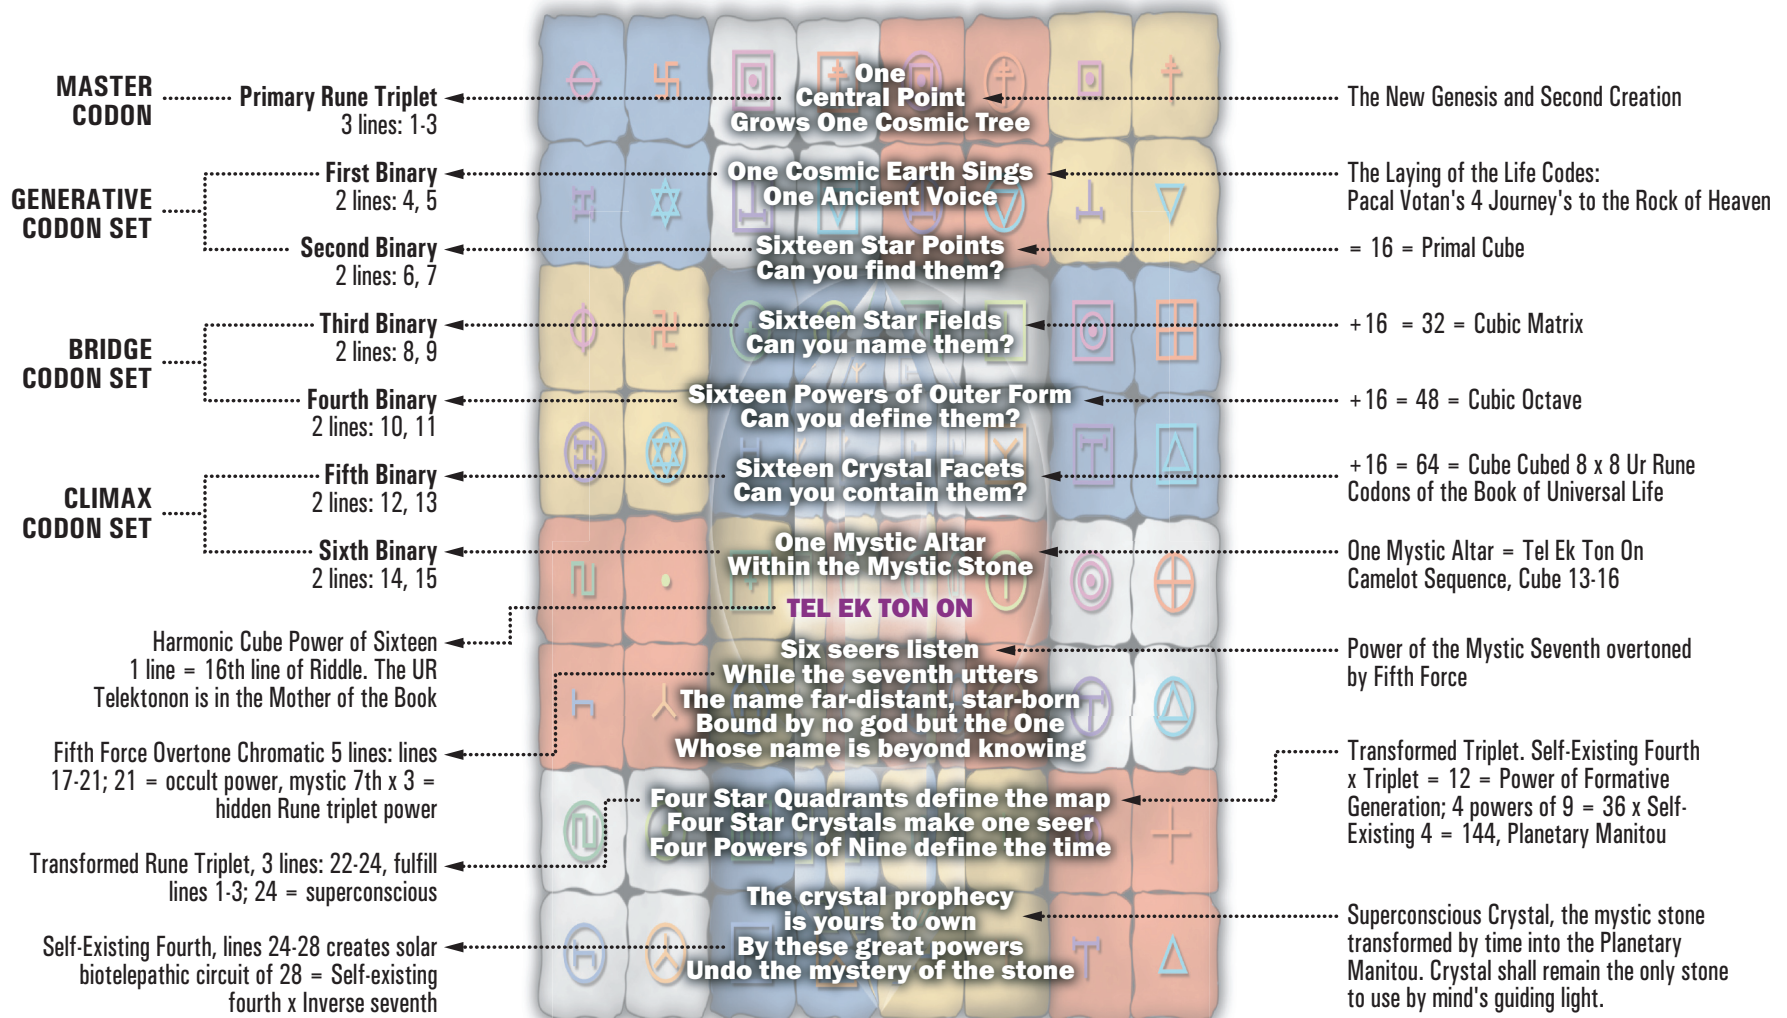 MASTER
CODON
Primary Rune Triplet
3 lines: 1-3
One
Central Point
Grows One Cosmic Tree
The New Genesis and Second Creation
GENERATIVE
CODON SET
First Binary
2 lines: 4, 5
One Cosmic Earth Sings
One Ancient Voice
The Laying of the Life Codes:
Pacal Votan's 4 Journey's to the Rock of Heaven
Second Binary
2 lines: 6, 7
Sixteen Star Points
Can you find them?
= 16 = Primal Cube
BRIDGE
CODON SET
Third Binary
2 lines: 8, 9
Sixteen Star Fields
Can you name them?
+16 = 32 = Cubic Matrix
Fourth Binary
2 lines: 10, 11
Sixteen Powers of Outer Form
Can you define them?
+16 = 48 = Cubic Octave
CLIMAX
CODON SET
Fifth Binary
2 lines: 12, 13
Sixteen Crystal Facets
Can you contain them?
+16 = 64 = Cube Cubed 8 x 8 Ur Rune
Codons of the Book of Universal Life
Sixth Binary
2 lines: 14, 15
One Mystic Altar
Within the Mystic Stone
One Mystic Altar = Tel Ek Ton On
Camelot Sequence, Cube 13-16
TEL EK TON ON
Harmonic Cube Power of Sixteen
1 line = 16th line of Riddle. The UR
Telektonon is in the Mother of the Book
Six seers listen
While the seventh utters
The name far-distant, star-born
Bound by no god but the One
Whose name is beyond knowing
Power of the Mystic Seventh overtoned
by Fifth Force
Fifth Force Overtone Chromatic 5 lines: lines
17-21; 21 = occult power, mystic 7th x 3 =
hidden Rune triplet power
Four Star Quadrants define the map
Four Star Crystals make one seer
Four Powers of Nine define the time
Transformed Triplet. Self-Existing Fourth
x Triplet = 12 = Power of Formative
Generation; 4 powers of 9 = 36 x Self-
Existing 4 = 144, Planetary Manitou
Transformed Rune Triplet, 3 lines: 22-24, fulfill
lines 1-3; 24 = superconscious
The crystal prophecy
is yours to own
By these great powers
Undo the mystery of the stone
Self-Existing Fourth, lines 24-28 creates solar
biotelepathic circuit of 28 = Self-existing
fourth x Inverse seventh
Superconscious Crystal, the mystic stone
transformed by time into the Planetary
Manitou. Crystal shall remain the only stone
to use by mind's guiding light.